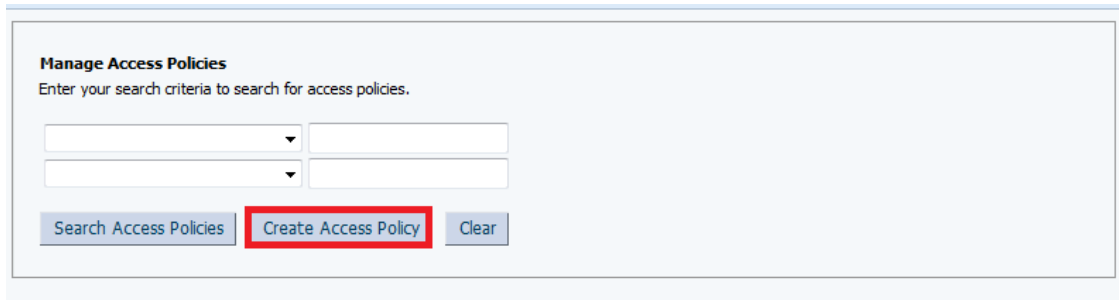 Manage Access Policies
Enter your search criteria to search for access policies.
Search Access Policies Create Access Policy Clear